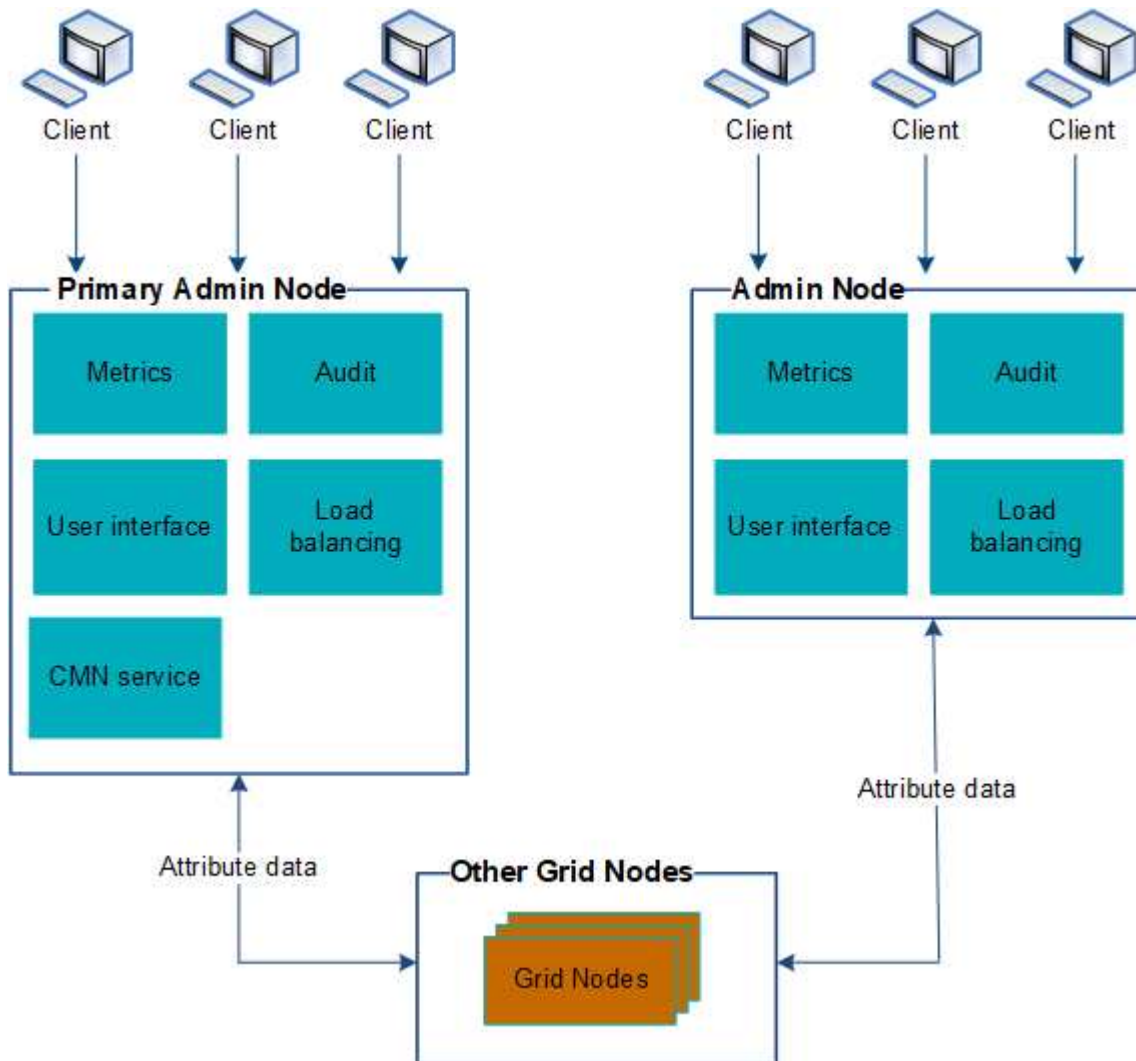 Client
Client
Client
Client
Client
Client
Primary Admin Node
Admin Node
Metrics
Audit
Metrics
Audit
User interface
Load
balancing
User interface
Load
balancing
CMN service
Attribute data
Attribute data
Other Grid Nodes
Grid Nodes